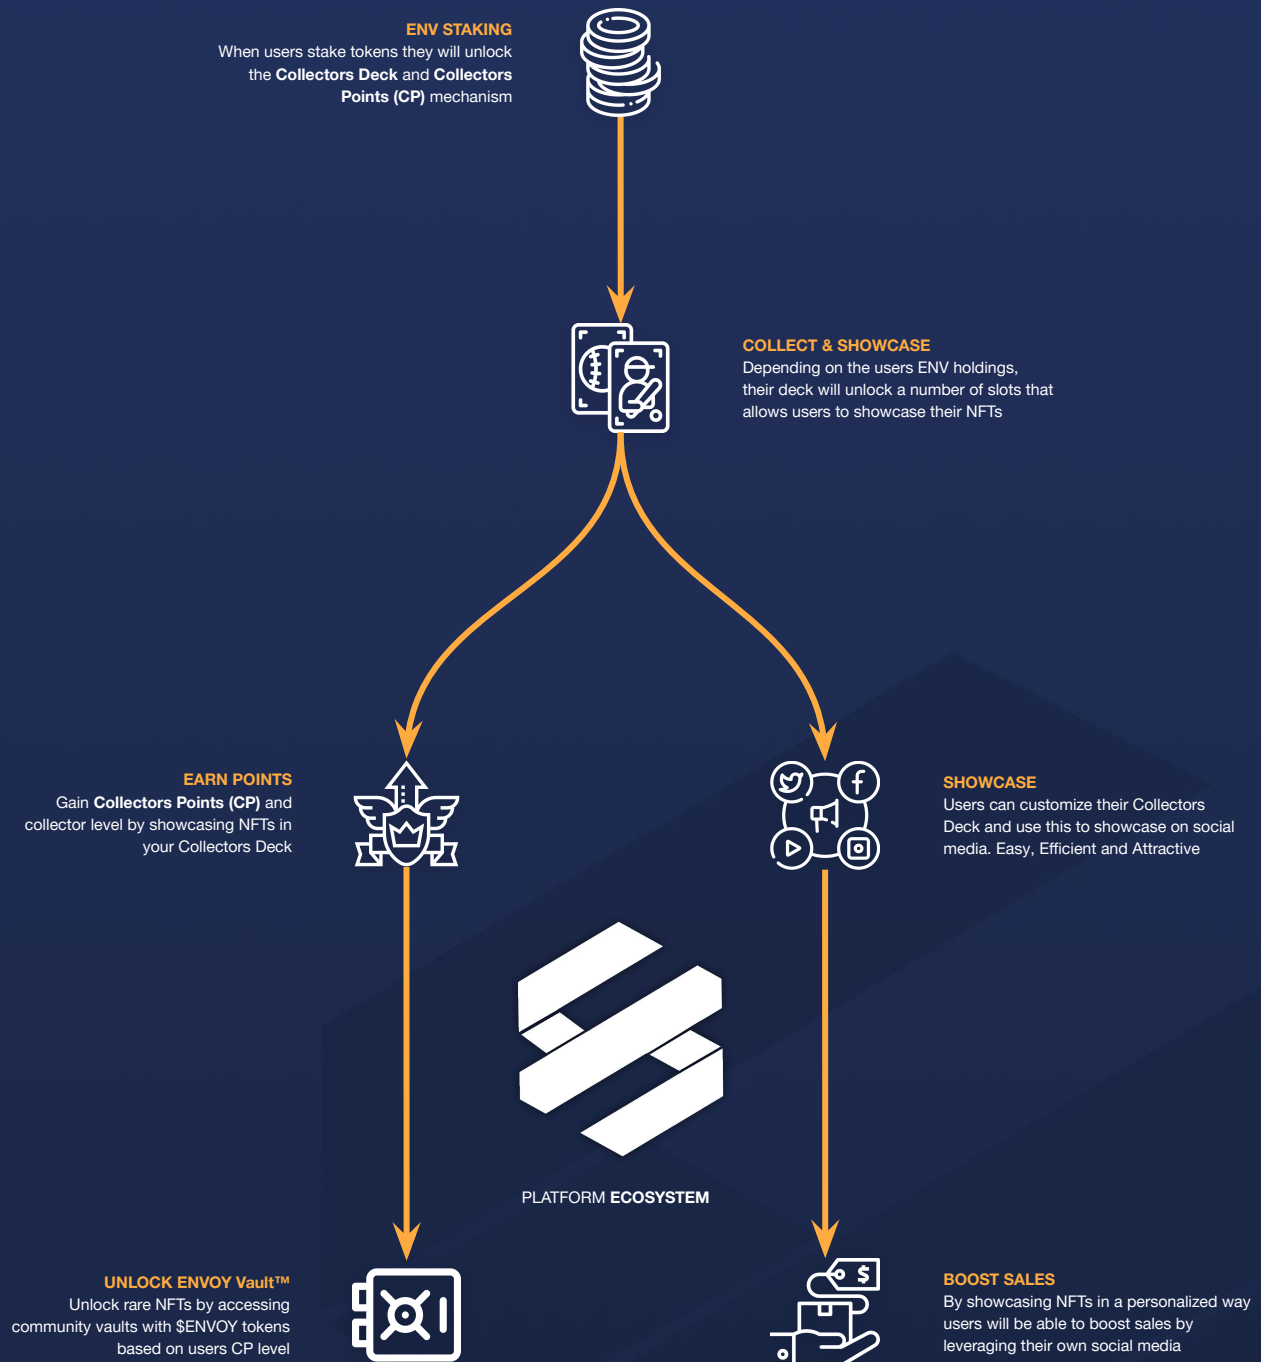 ENV STAKING
When users stake tokens they will unlock
the Collectors Deck and Collectors
Points (CP) mechanism
COLLECT & SHOWCASE
Depending on the users ENV holdings,
their deck will unlock a number of slots that
allows users to showcase their NFTs
EARN POINTS
Gain Collectors Points (CP) and
collector level by showcasing NFTs in
your Collectors Deck
SHOWCASE
Users can customize their Collectors
Deck and use this to showcase on social
media. Easy, Efficient and Attractive
PLATFORM ECOSYSTEM
UNLOCK ENVOY Vault™
Unlock rare NFTs by accessing
community vaults with $ENVOY tokens
based on users CP level
$
BOOST SALES
By showcasing NFTs in a personalized way
users will be able to boost sales by
leveraging their own social media